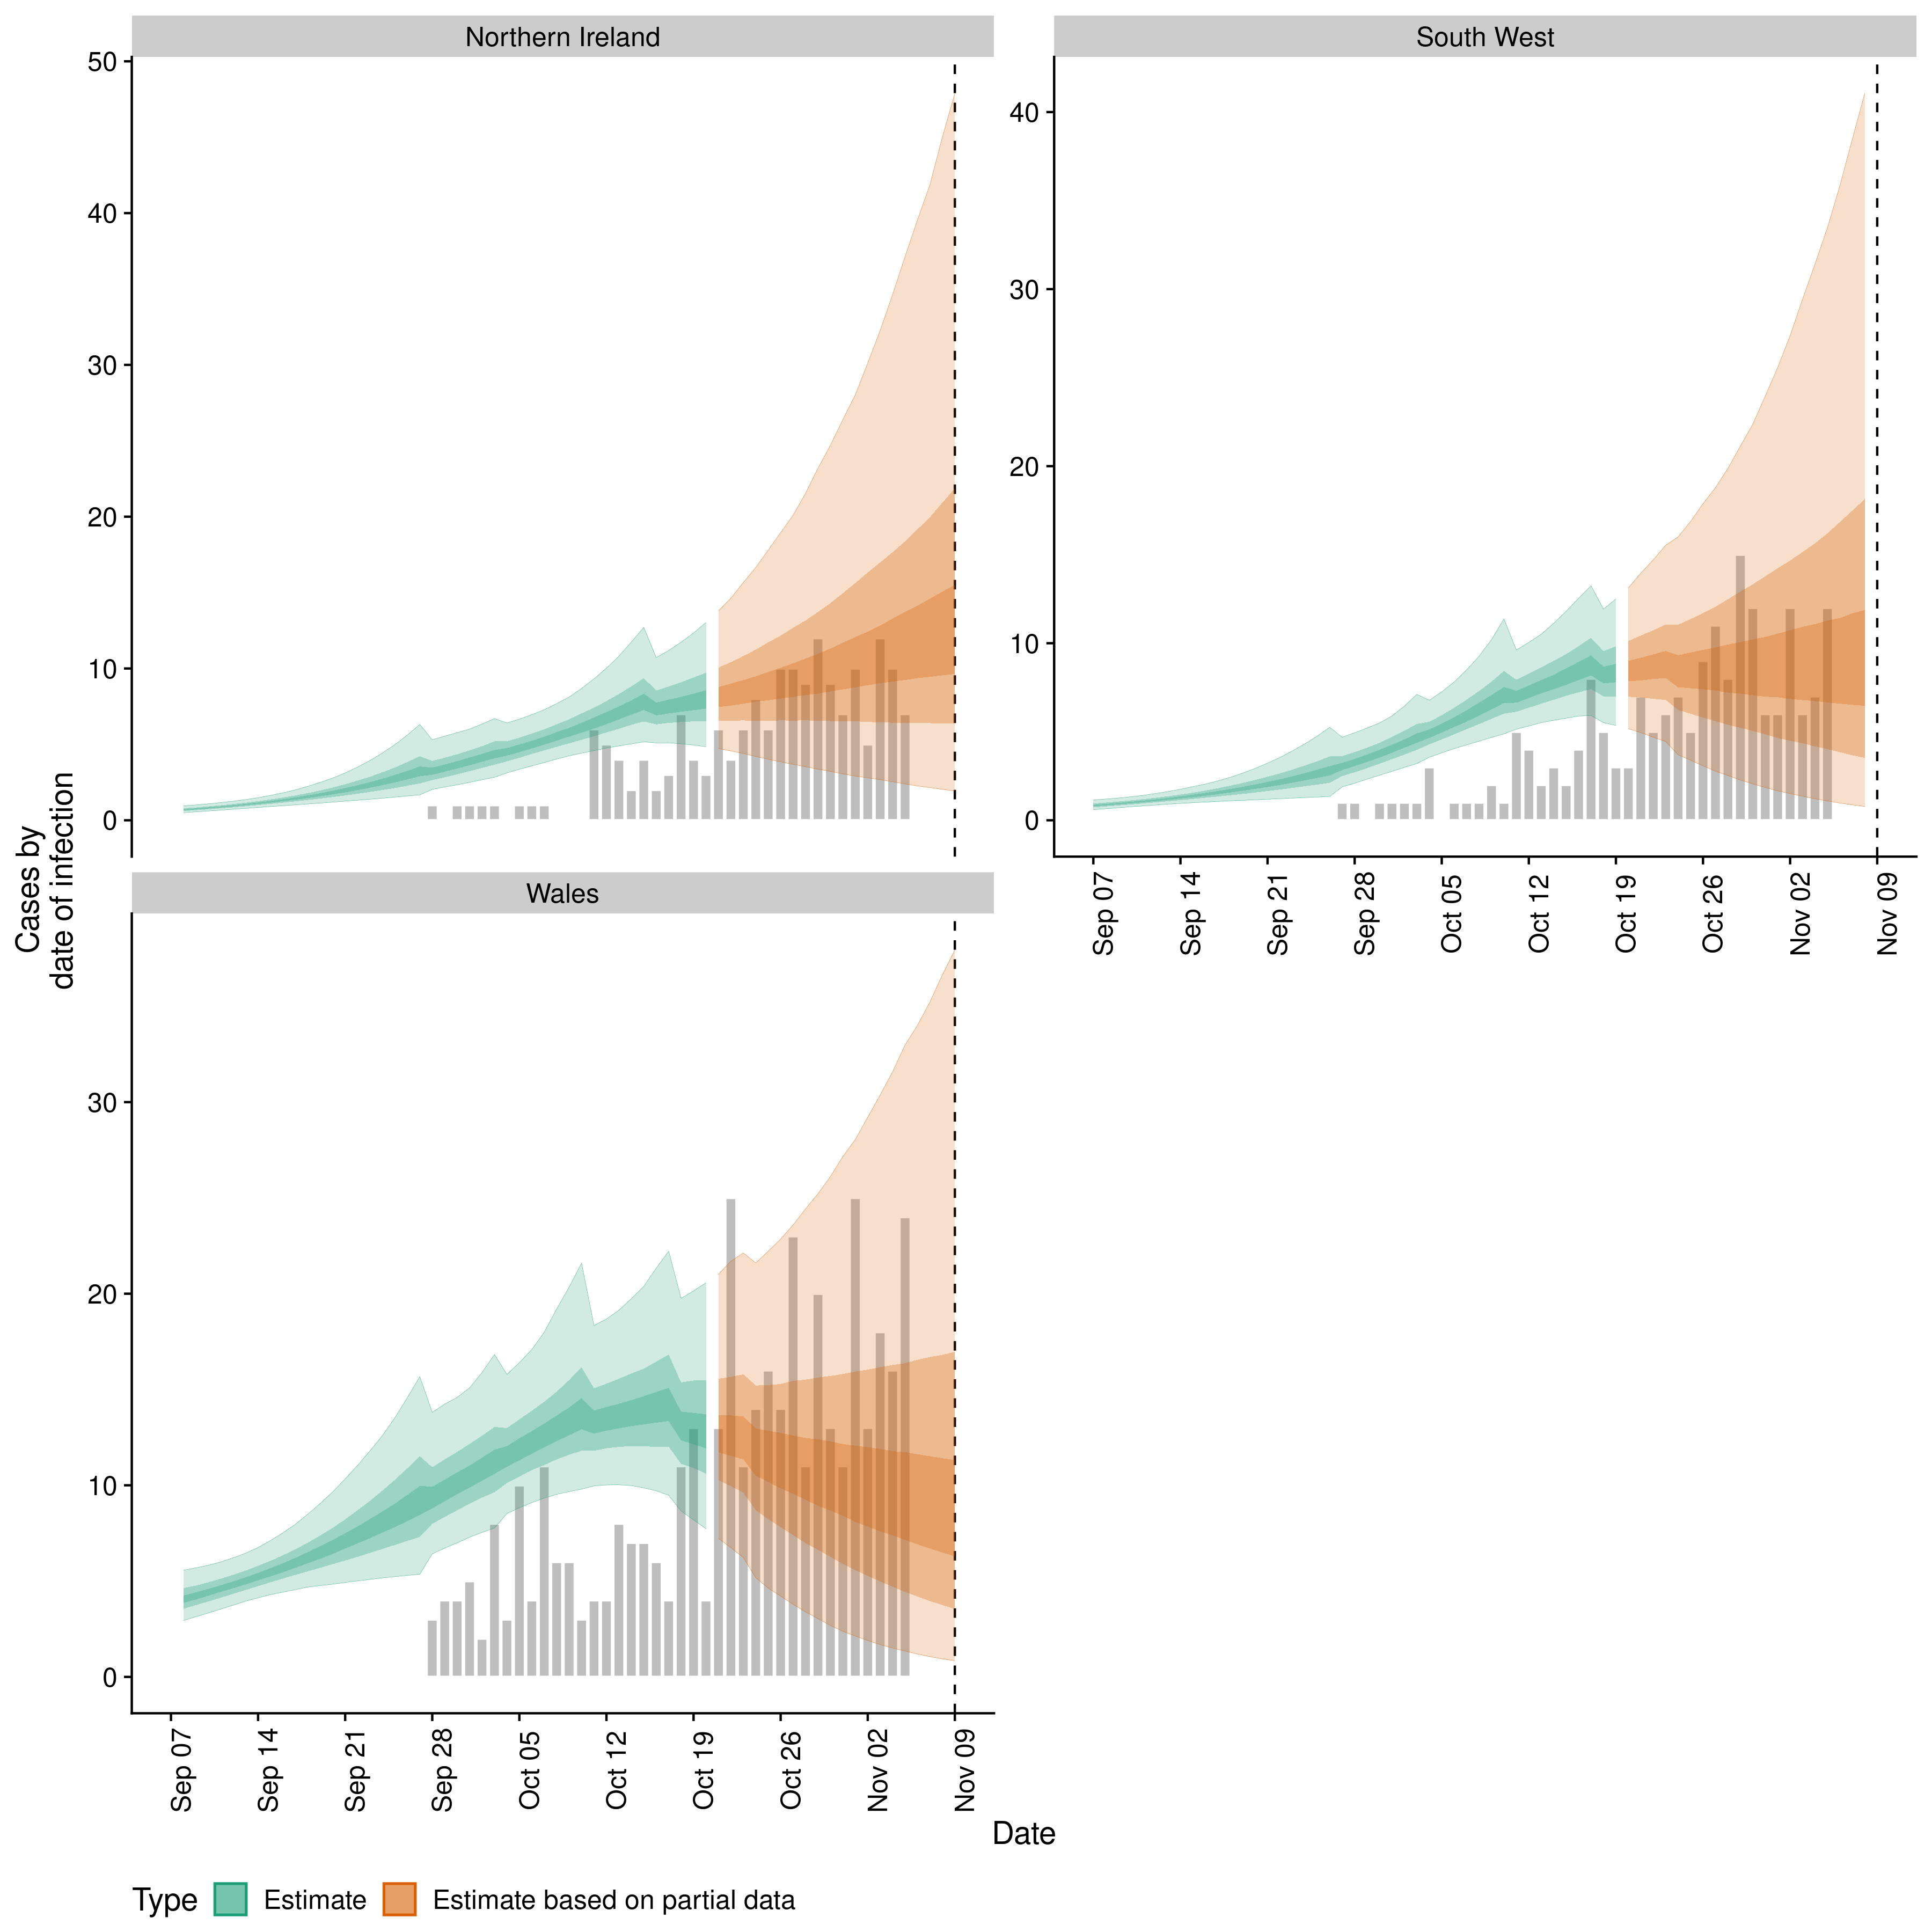 Northern Ireland
South West
50
40
30
20
10
0
40
30
20
10
0
Sep 07
Sep 14
Sep 21
Sep 28
Oct 05
Oct 12
Oct 19
Oct 26
Nov 02
Nov 09
Cases by
date of infection
Wales
30
20
10
0
Sep 07
Sep 14
Sep 21
Sep 28
Oct 05
Oct 12
Oct 19
Oct 26
Nov 02
Nov 09
Date
Type Estimate Estimate based on partial data